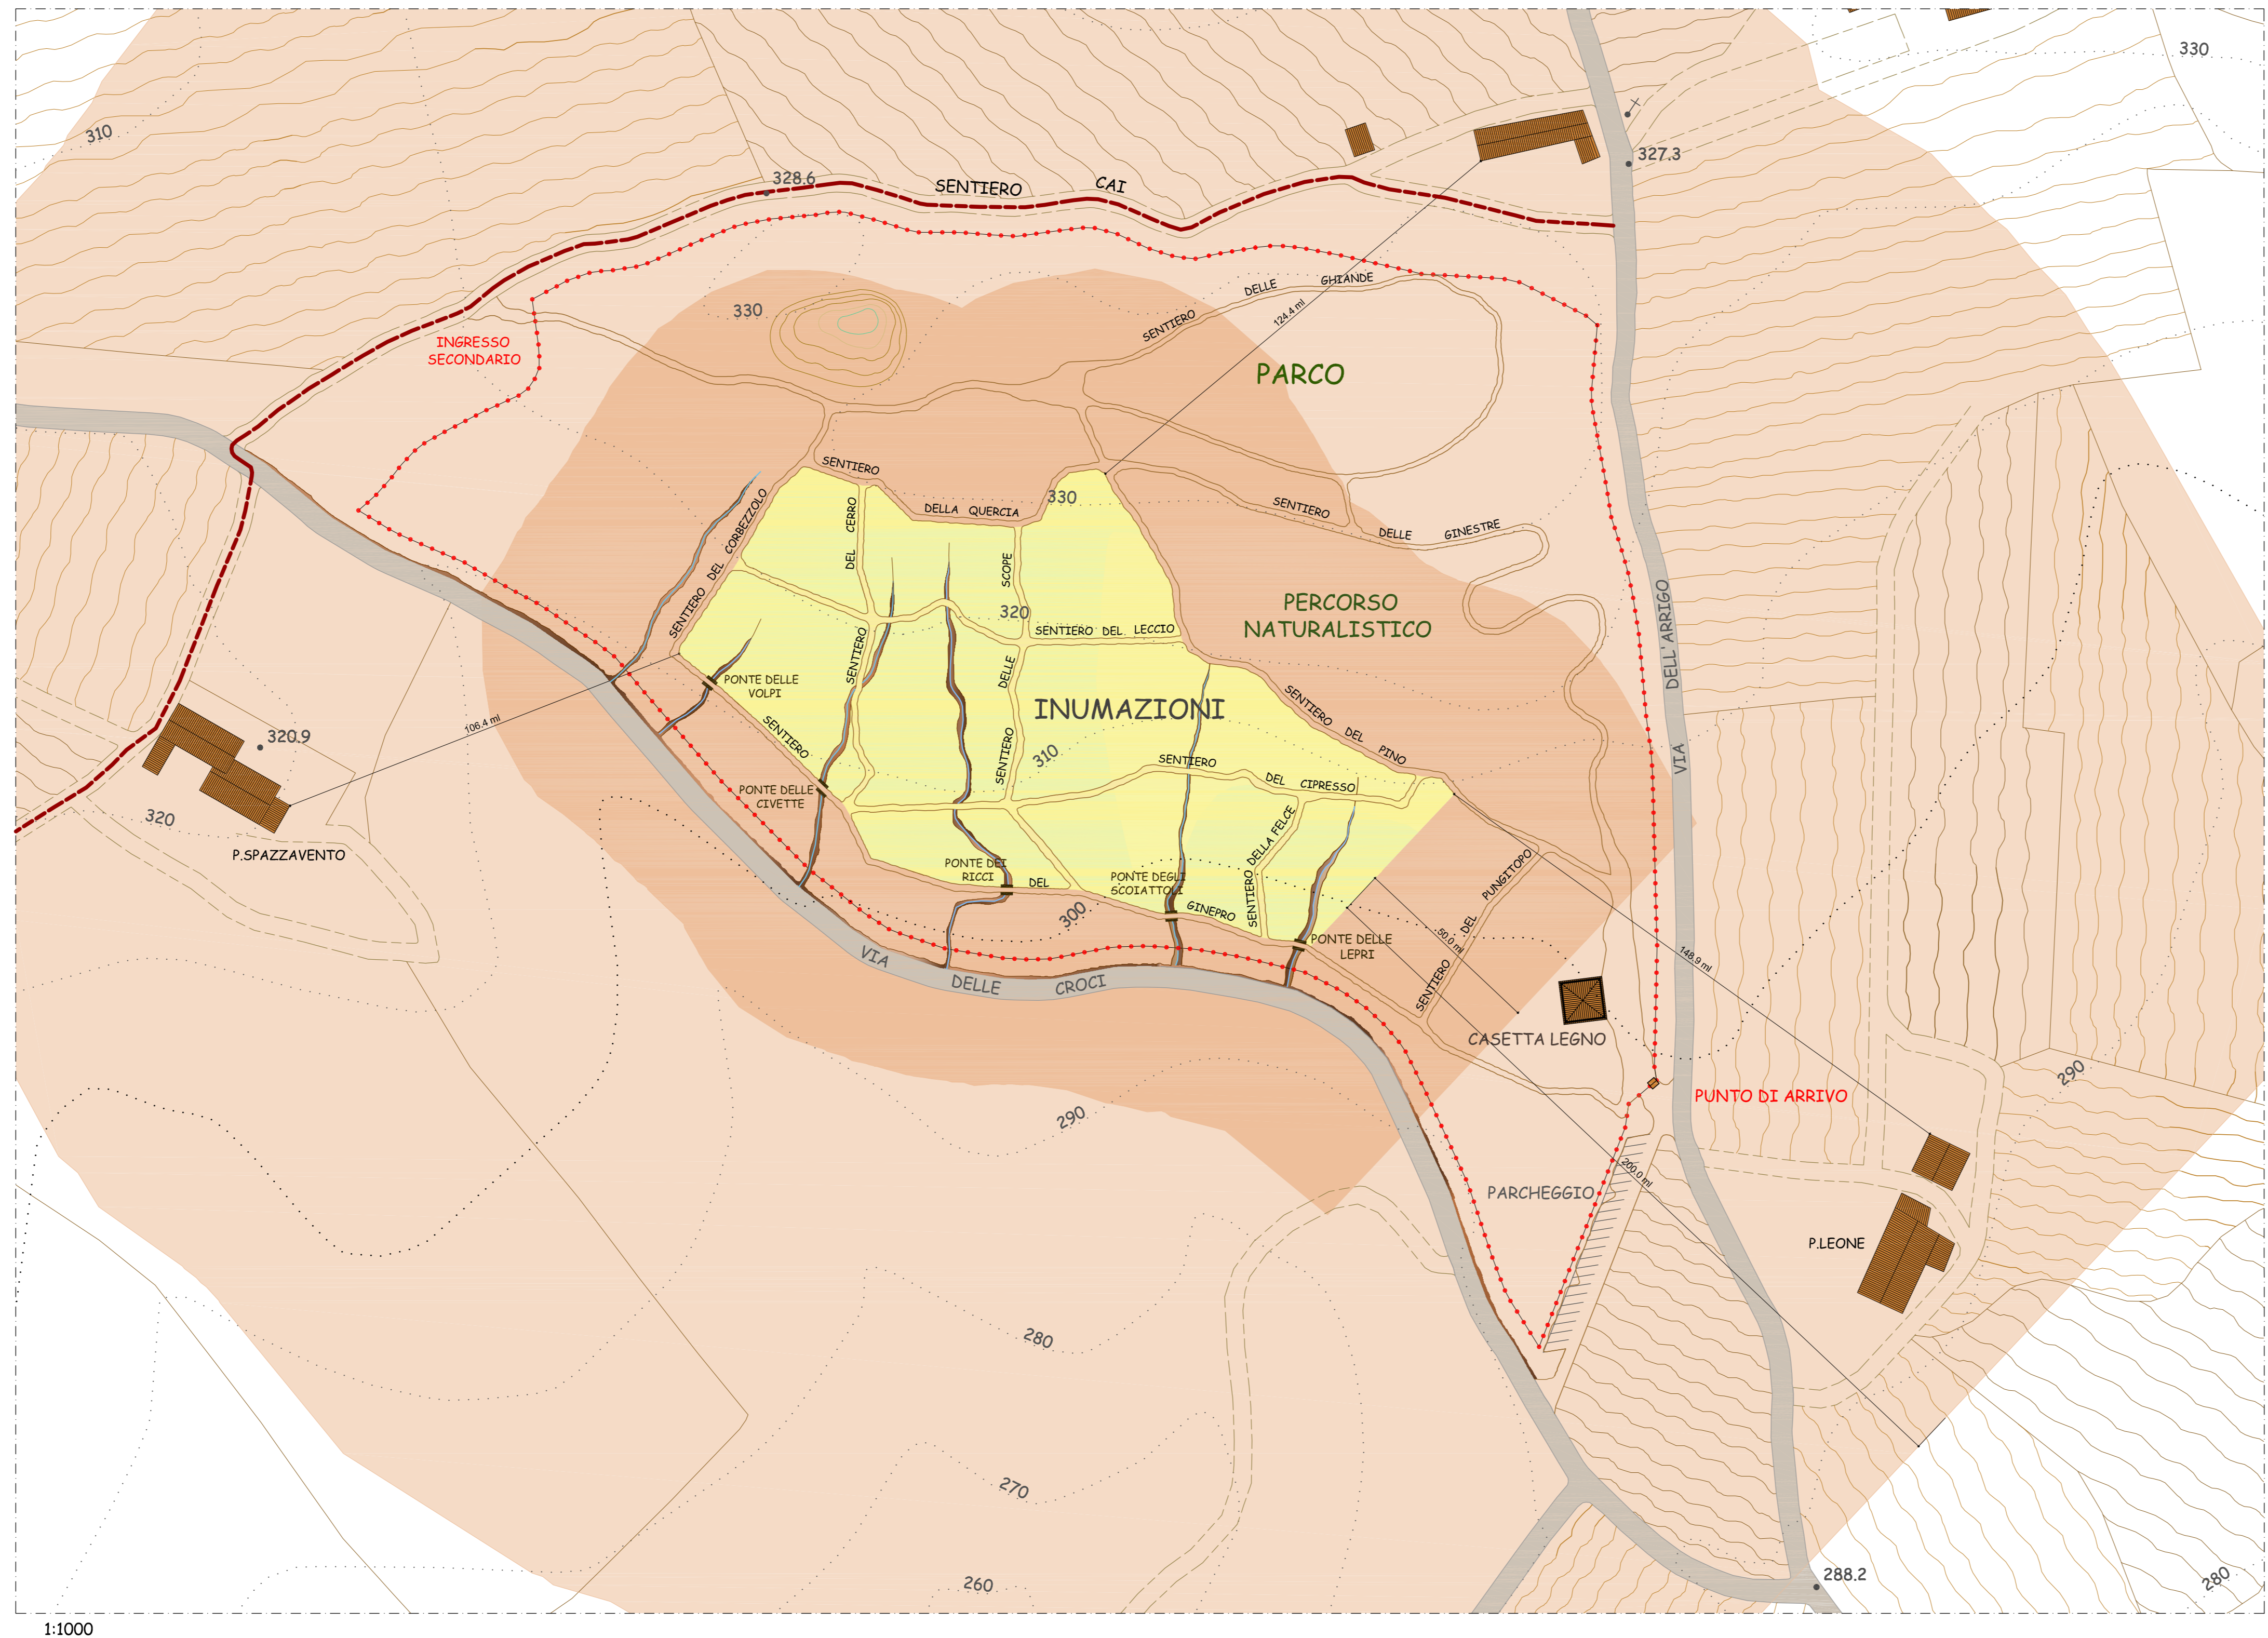 330
310
327.3
328.6
SENTIERO CAI
DELLE GHIANDE
SENTIERO
124.4 ml
330
INGRESSO
SECONDARIO
PARCO
SENTIERO
DELLA QUERCIA
330
SENTIERO
DELLE GINESTRE
SENTIERO DEL CORBEZZOLO
SENTIERO DEL CERRO
SENTIERO DELLE SCOPE
320
SENTIERO DEL LECCIO
PERCORSO
NATURALISTICO
VIA DELL'ARRIGO
PONTE DELLE
VOLPI
INUMAZIONI
SENTIERO DEL PINO
106.4 ml
320.9
SENTIERO
310
SENTIERO
DEL CIPRESSO
PONTE DELLE
CIVETTE
320
P.SPAZZAVENTO
SENTIERO DELLA FELCE
PONTE DEI
RICCI
DEL
PONTE DEGLI
SCOIATTOLI
GINEPRO
300
SENTIERO DEL PUNGITOPO
50.0 ml
148.9 ml
PONTE DELLE
LEPRI
VIA DELLE CROCI
CASETTA LEGNO
290
PUNTO DI ARRIVO
290
200.0 ml
PARCHEGGIO
P.LEONE
280
270
260
288.2
280
1:1000